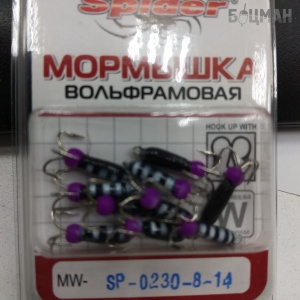 БОЦМАН
Spider
МОРМЫШКА
ВОЛЬФРАМОВАЯ
HOOK UP WITH
W
MW- SP-0230-8-14